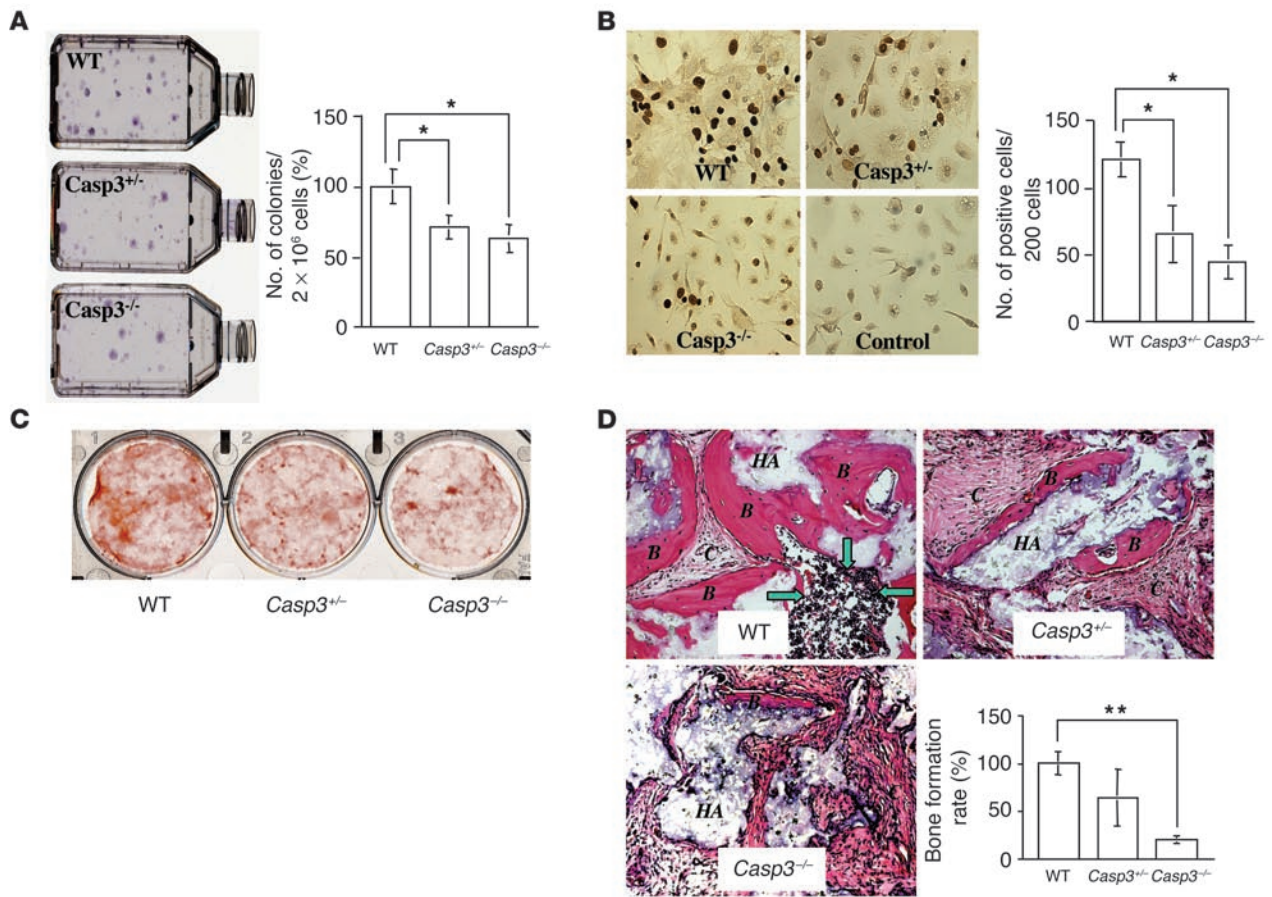 A
WT
Casp3+/-
Casp3-/-
No. of colonies/
2 × 10⁶ cells (%)
150
100
50
0
*
*
WT
Casp3+/–
Casp3–/–
B
WT
Casp3+/-
Casp3-/-
Control
No. of positive cells/
200 cells
150
100
50
0
*
*
WT
Casp3+/–
Casp3–/–
C
1
2
3
WT
Casp3+/–
Casp3–/–
D
HA
B
B
B
C
B
WT
B
C
HA
B
C
Casp3+/–
B
HA
Casp3–/–
Bone formation
rate (%)
150
100
50
0
**
WT
Casp3+/–
Casp3–/–